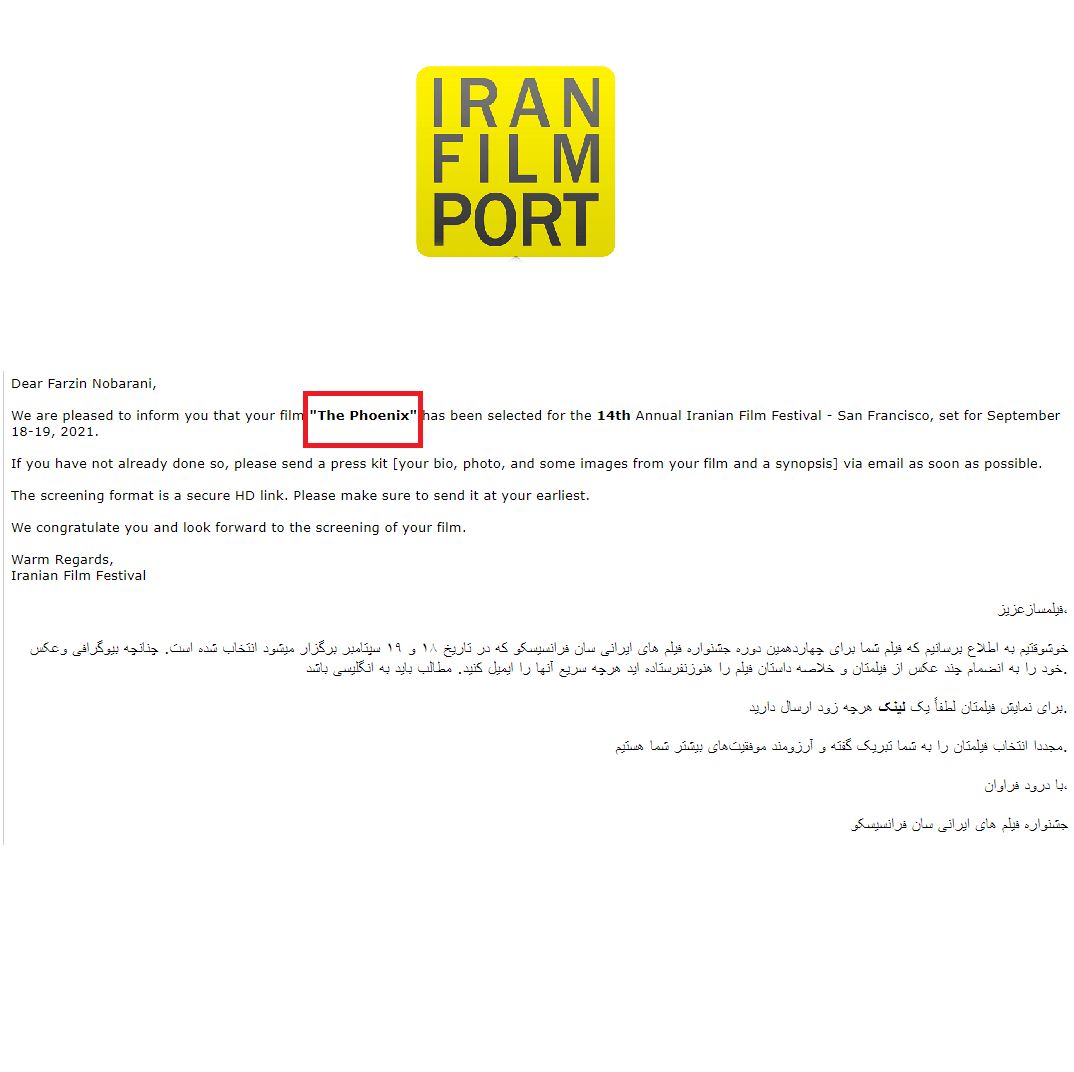 IRAN
FILM
PORT
Dear Farzin Nobarani,
We are pleased to inform you that your film "The Phoenix" has been selected for the 14th Annual Iranian Film Festival - San Francisco, set for September
18-19, 2021.
If you have not already done so, please send a press kit [your bio, photo, and some images from your film and a synopsis] via email as soon as possible.
The screening format is a secure HD link. Please make sure to send it at your earliest.
We congratulate you and look forward to the screening of your film.
Warm Regards,
Iranian Film Festival
فیلمسازعزیز،
خوشوقتیم به اطلاع برسانیم که فیلم شما برای چهاردهمین دوره جشنواره فیلم های ایرانی سان فرانسیسکو که در تاریخ ۱۸ و ۱۹ سپتامبر برگزار میشود انتخاب شده است. چنانچه بیوگرافی وعکس
خود را به انضمام چند عکس از فیلمتان و خلاصه داستان فیلم را هنوزنفرستاده اید هرچه سریع آنها را ایمیل کنید. مطالب باید به انگلیسی باشد.
برای نمایش فیلمتان لطفاً یک لینک هرچه زود ارسال دارید.
مجددا انتخاب فیلمتان را به شما تبریک گفته و آرزومند موفقیت‌های بیشتر شما هستیم.
با درود فراوان،
جشنواره فیلم های ایرانی سان فرانسیسکو